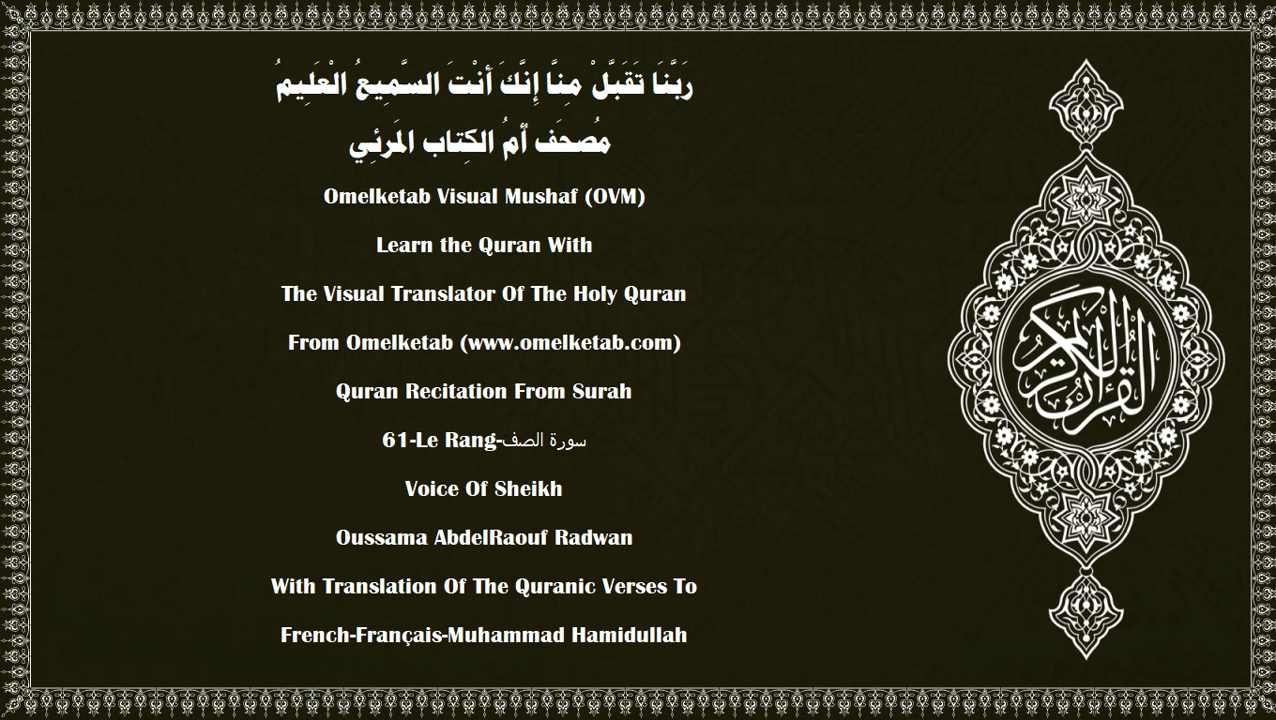 رَبَّنَا تَقَبَّلْ مِنَّا إِنَّكَ أَنْتَ السَّمِيعُ الْعَلِيمُ
مُصحَف أمُ الكِتاب المَرئِي
Omelketab Visual Mushaf (OVM)
Learn the Quran With
The Visual Translator Of The Holy Quran
From Omelketab (www.omelketab.com)
Quran Recitation From Surah
61-Le Rang-سورة الصف
Voice Of Sheikh
Oussama AbdelRaouf Radwan
With Translation Of The Quranic Verses To
French-Français-Muhammad Hamidullah
القرآن الكريم